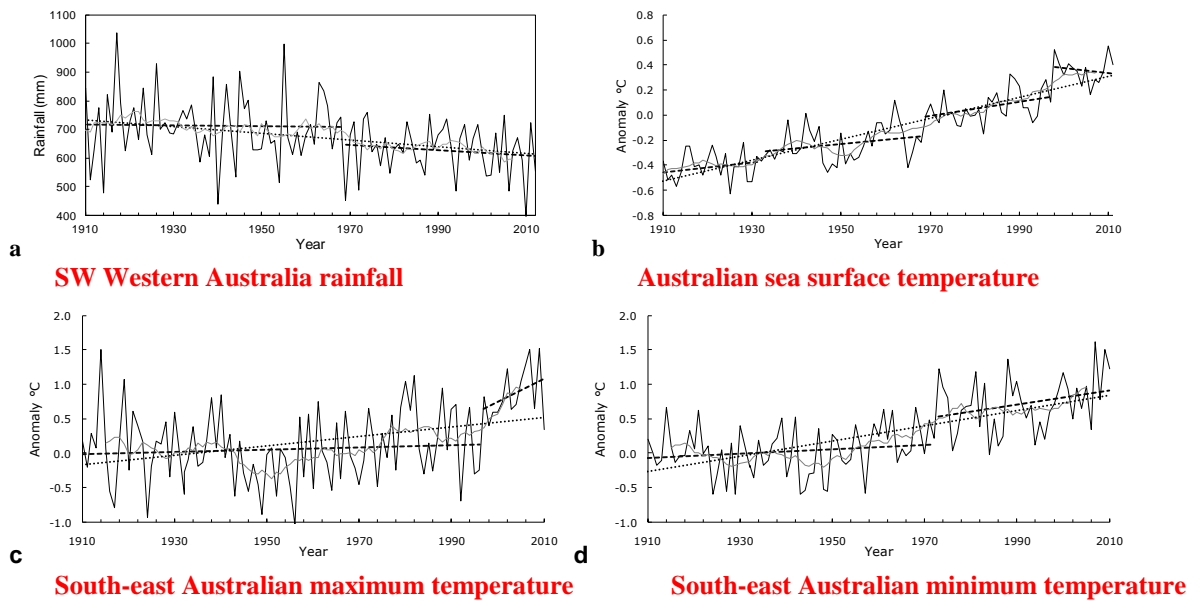 1100
1000
900
800
700
600
500
400
Rainfall (mm)
1910 1930 1950 1970 1990 2010
Year
a
SW Western Australia rainfall
0.8
0.6
0.4
0.2
0.0
-0.2
-0.4
-0.6
-0.8
Anomaly °C
1910 1930 1950 1970 1990 2010
Year
b
Australian sea surface temperature
2.0
1.5
1.0
0.5
0.0
-0.5
-1.0
Anomaly °C
1910 1930 1950 1970 1990 2010
Year
c
South-east Australian maximum temperature
2.0
1.5
1.0
0.5
0.0
-0.5
-1.0
Anomaly °C
1910 1930 1950 1970 1990 2010
Year
d
South-east Australian minimum temperature